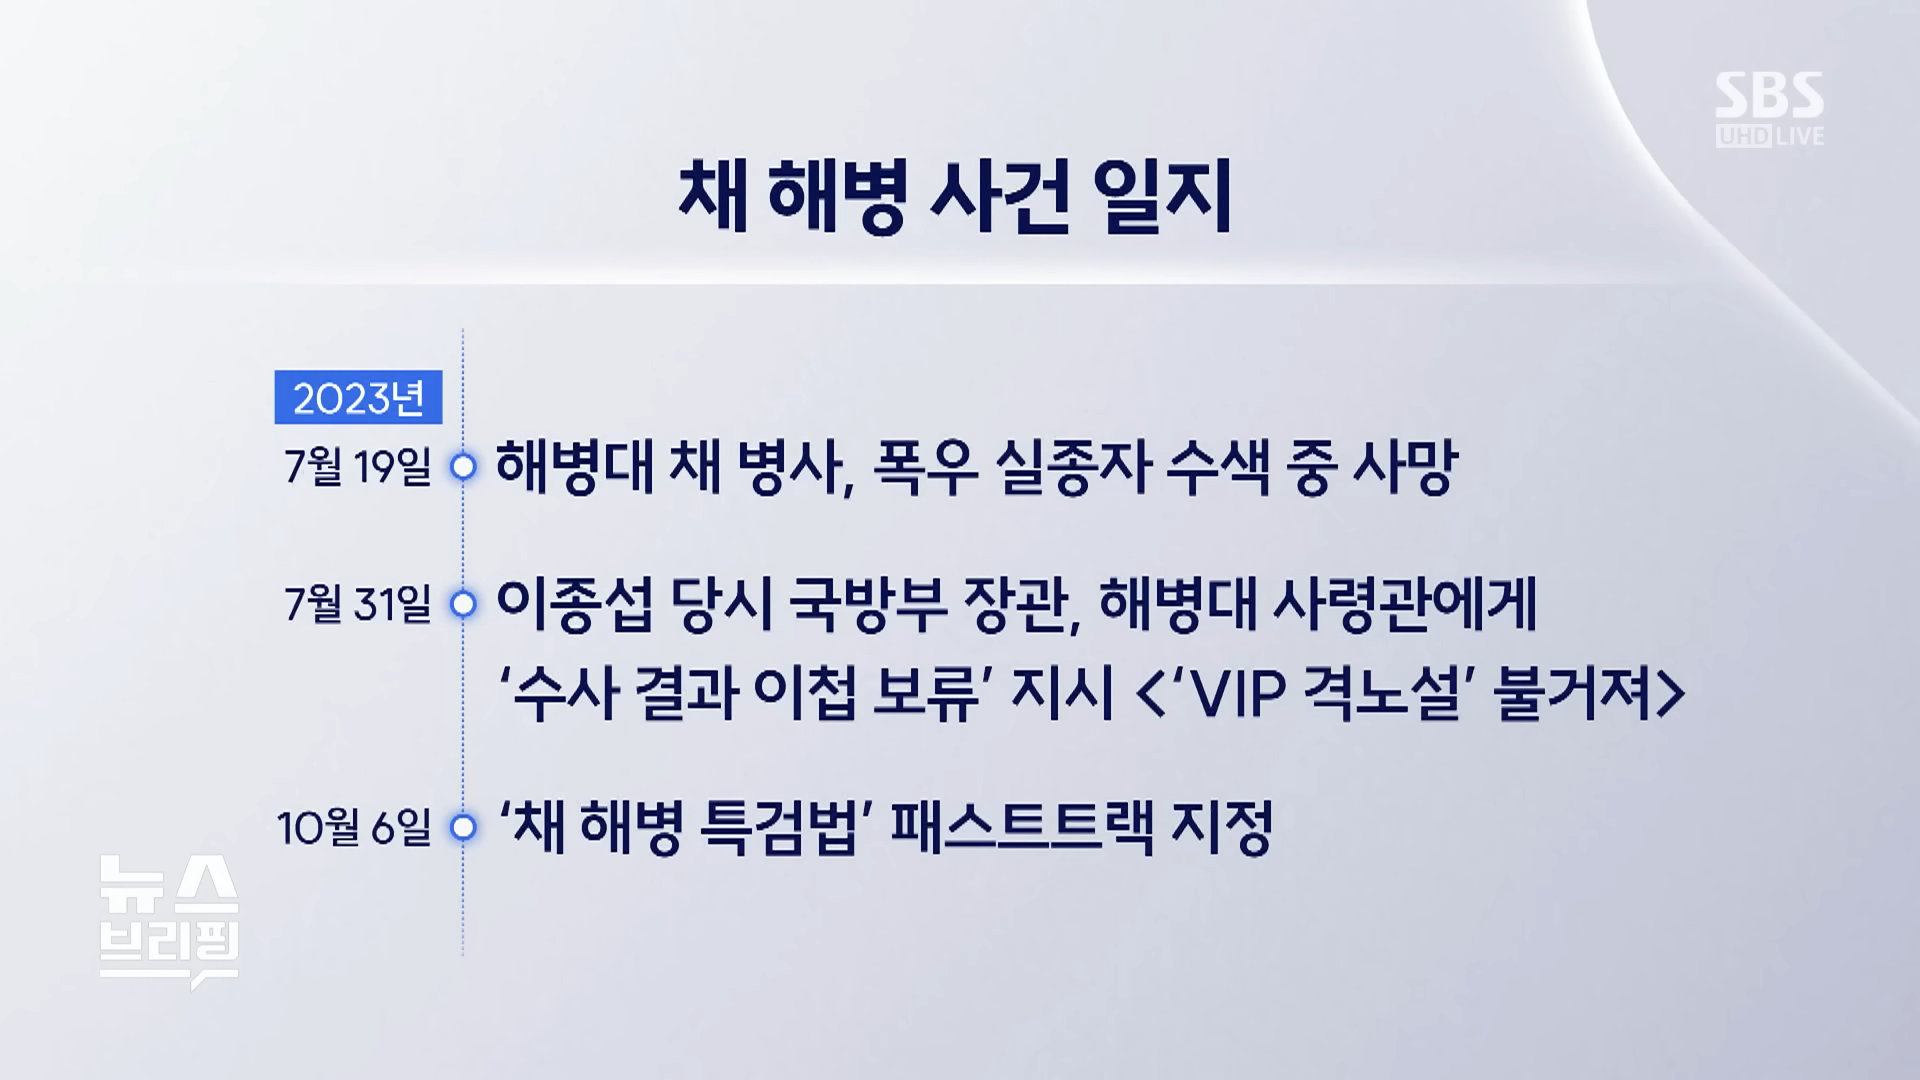 SBS
UHD LIVE
채 해병 사건 일지
2023년
7월 19일 해병대 채 병사, 폭우 실종자 수색 중 사망
7월 31일 이종섭 당시 국방부 장관, 해병대 사령관에게
‘수사 결과 이첩 보류’ 지시 <‘VIP 격노설’ 불거져>
10월 6일 ‘채 해병 특검법’ 패스트트랙 지정
뉴스
브리핑